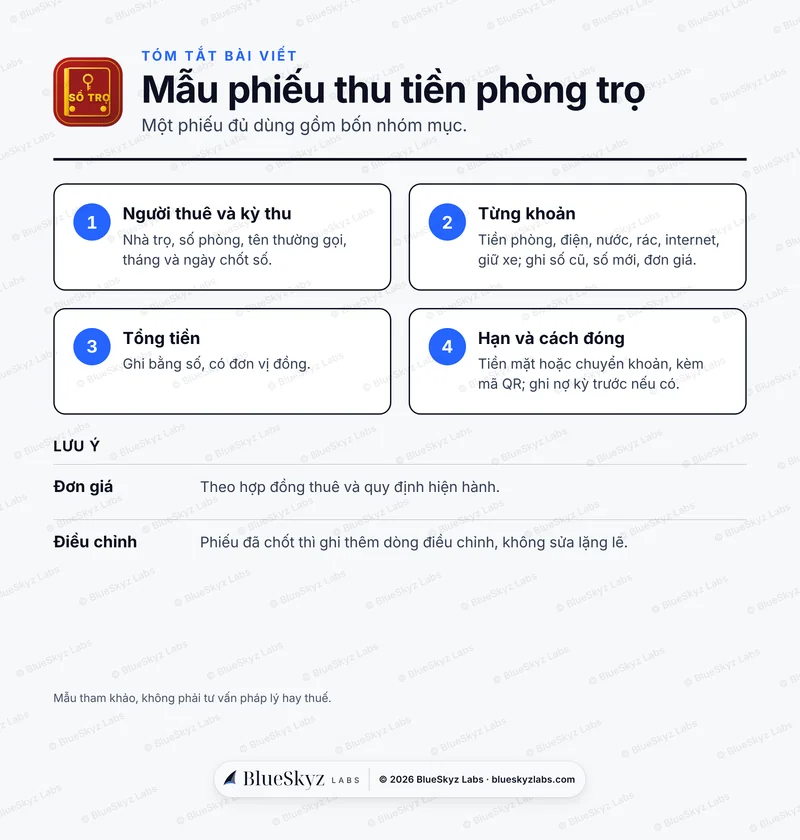 TÓM TẮT BÀI VIẾT
SỔ TRỌ
Mẫu phiếu thu tiền phòng trọ
Một phiếu đủ dùng gồm bốn nhóm mục.
1
Người thuê và kỳ thu
Nhà trọ, số phòng, tên thường gọi,
tháng và ngày chốt số.
2
Từng khoản
Tiền phòng, điện, nước, rác, internet,
giữ xe; ghi số cũ, số mới, đơn giá.
3
Tổng tiền
Ghi bằng số, có đơn vị đồng.
4
Hạn và cách đóng
Tiền mặt hoặc chuyển khoản, kèm
mã QR; ghi nợ kỳ trước nếu có.
LƯU Ý
Đơn giá
Theo hợp đồng thuê và quy định hiện hành.
Điều chỉnh
Phiếu đã chốt thì ghi thêm dòng điều chỉnh, không sửa lặng lẽ.
Mẫu tham khảo, không phải tư vấn pháp lý hay thuế.
BlueSkyz LABS
© 2026 BlueSkyz Labs · blueskyzlabs.com
© BlueSkyz Labs